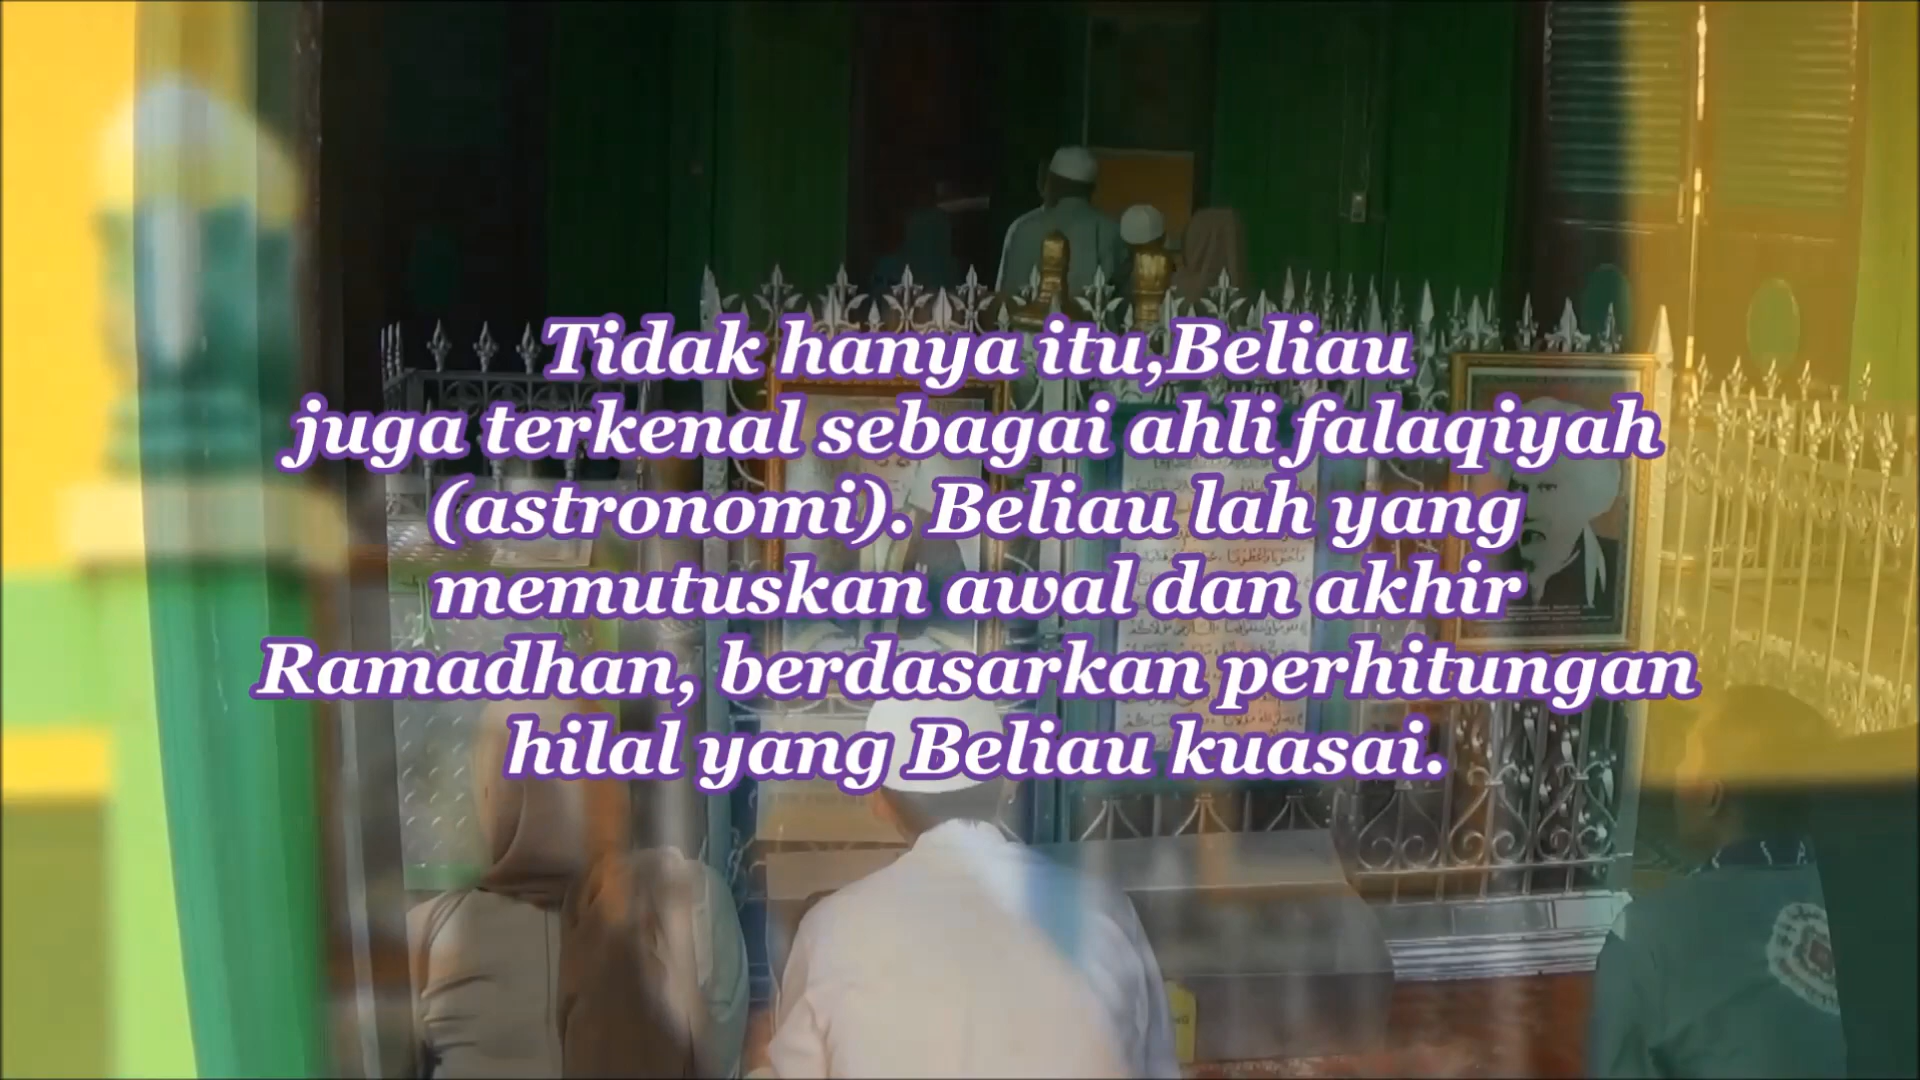 Tidak hanya itu,Beliau
juga terkenal sebagai ahli falaqiyah
(astronomi). Beliau lah yang
memutuskan awal dan akhir
Ramadhan, berdasarkan perhitungan
hilal yang Beliau kuasai.